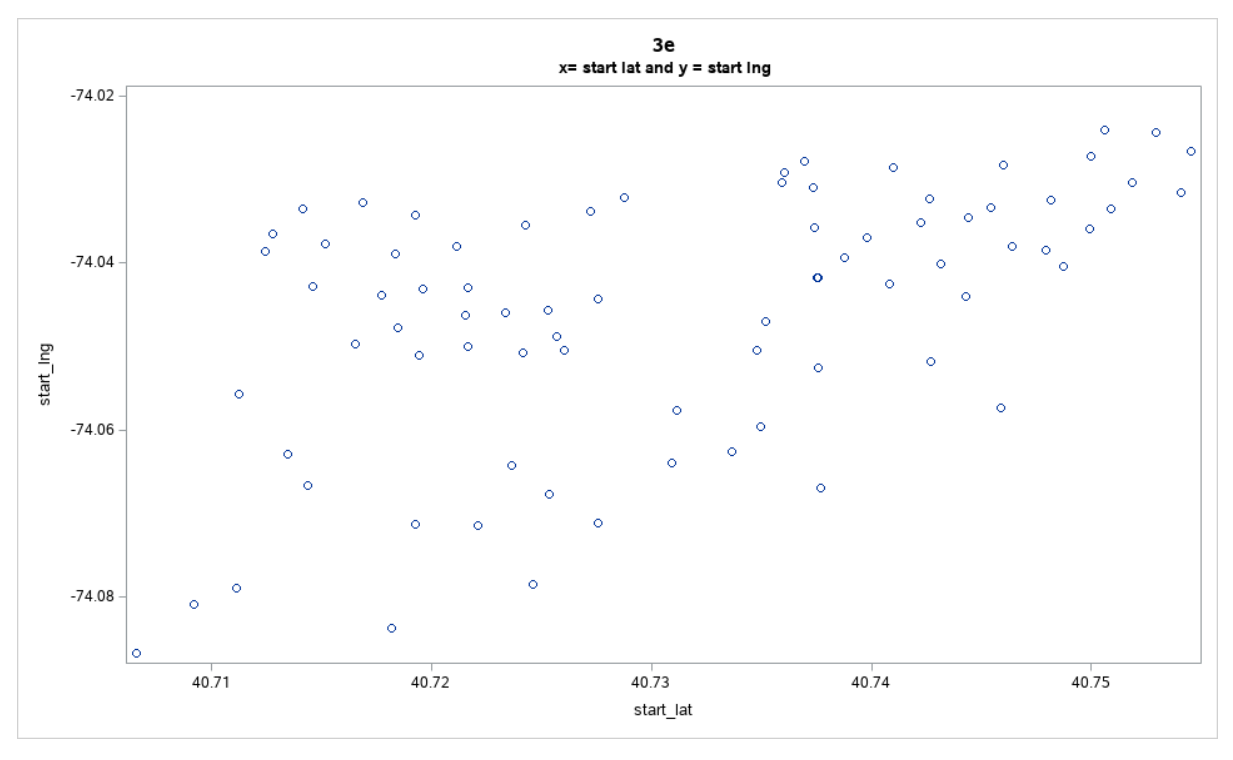 3e
x= start lat and y = start lng
-74.02
-74.04
-74.06
-74.08
start_lng
40.71
40.72
40.73
40.74
40.75
start_lat